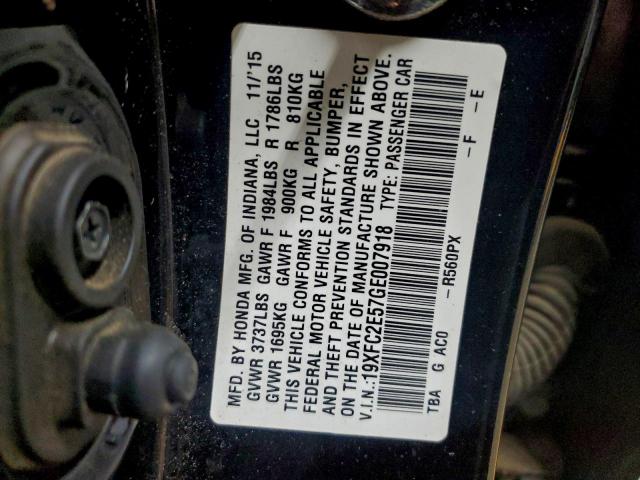 MFD. BY HONDA MFG. OF INDIANA, LLC 11/'15
GVWR 3737LBS GAWR F 1984LBS R 1786LBS
GVWR 1695KG GAWR F 900KG R 810KG
THIS VEHICLE CONFORMS TO ALL APPLICABLE
FEDERAL MOTOR VEHICLE SAFETY, BUMPER,
AND THEFT PREVENTION STANDARDS IN EFFECT
ON THE DATE OF MANUFACTURE SHOWN ABOVE.
V.I.N.:19XFC2E57GE007918 TYPE: PASSENGER CAR
TBA G AC0 -R560PX -F -E